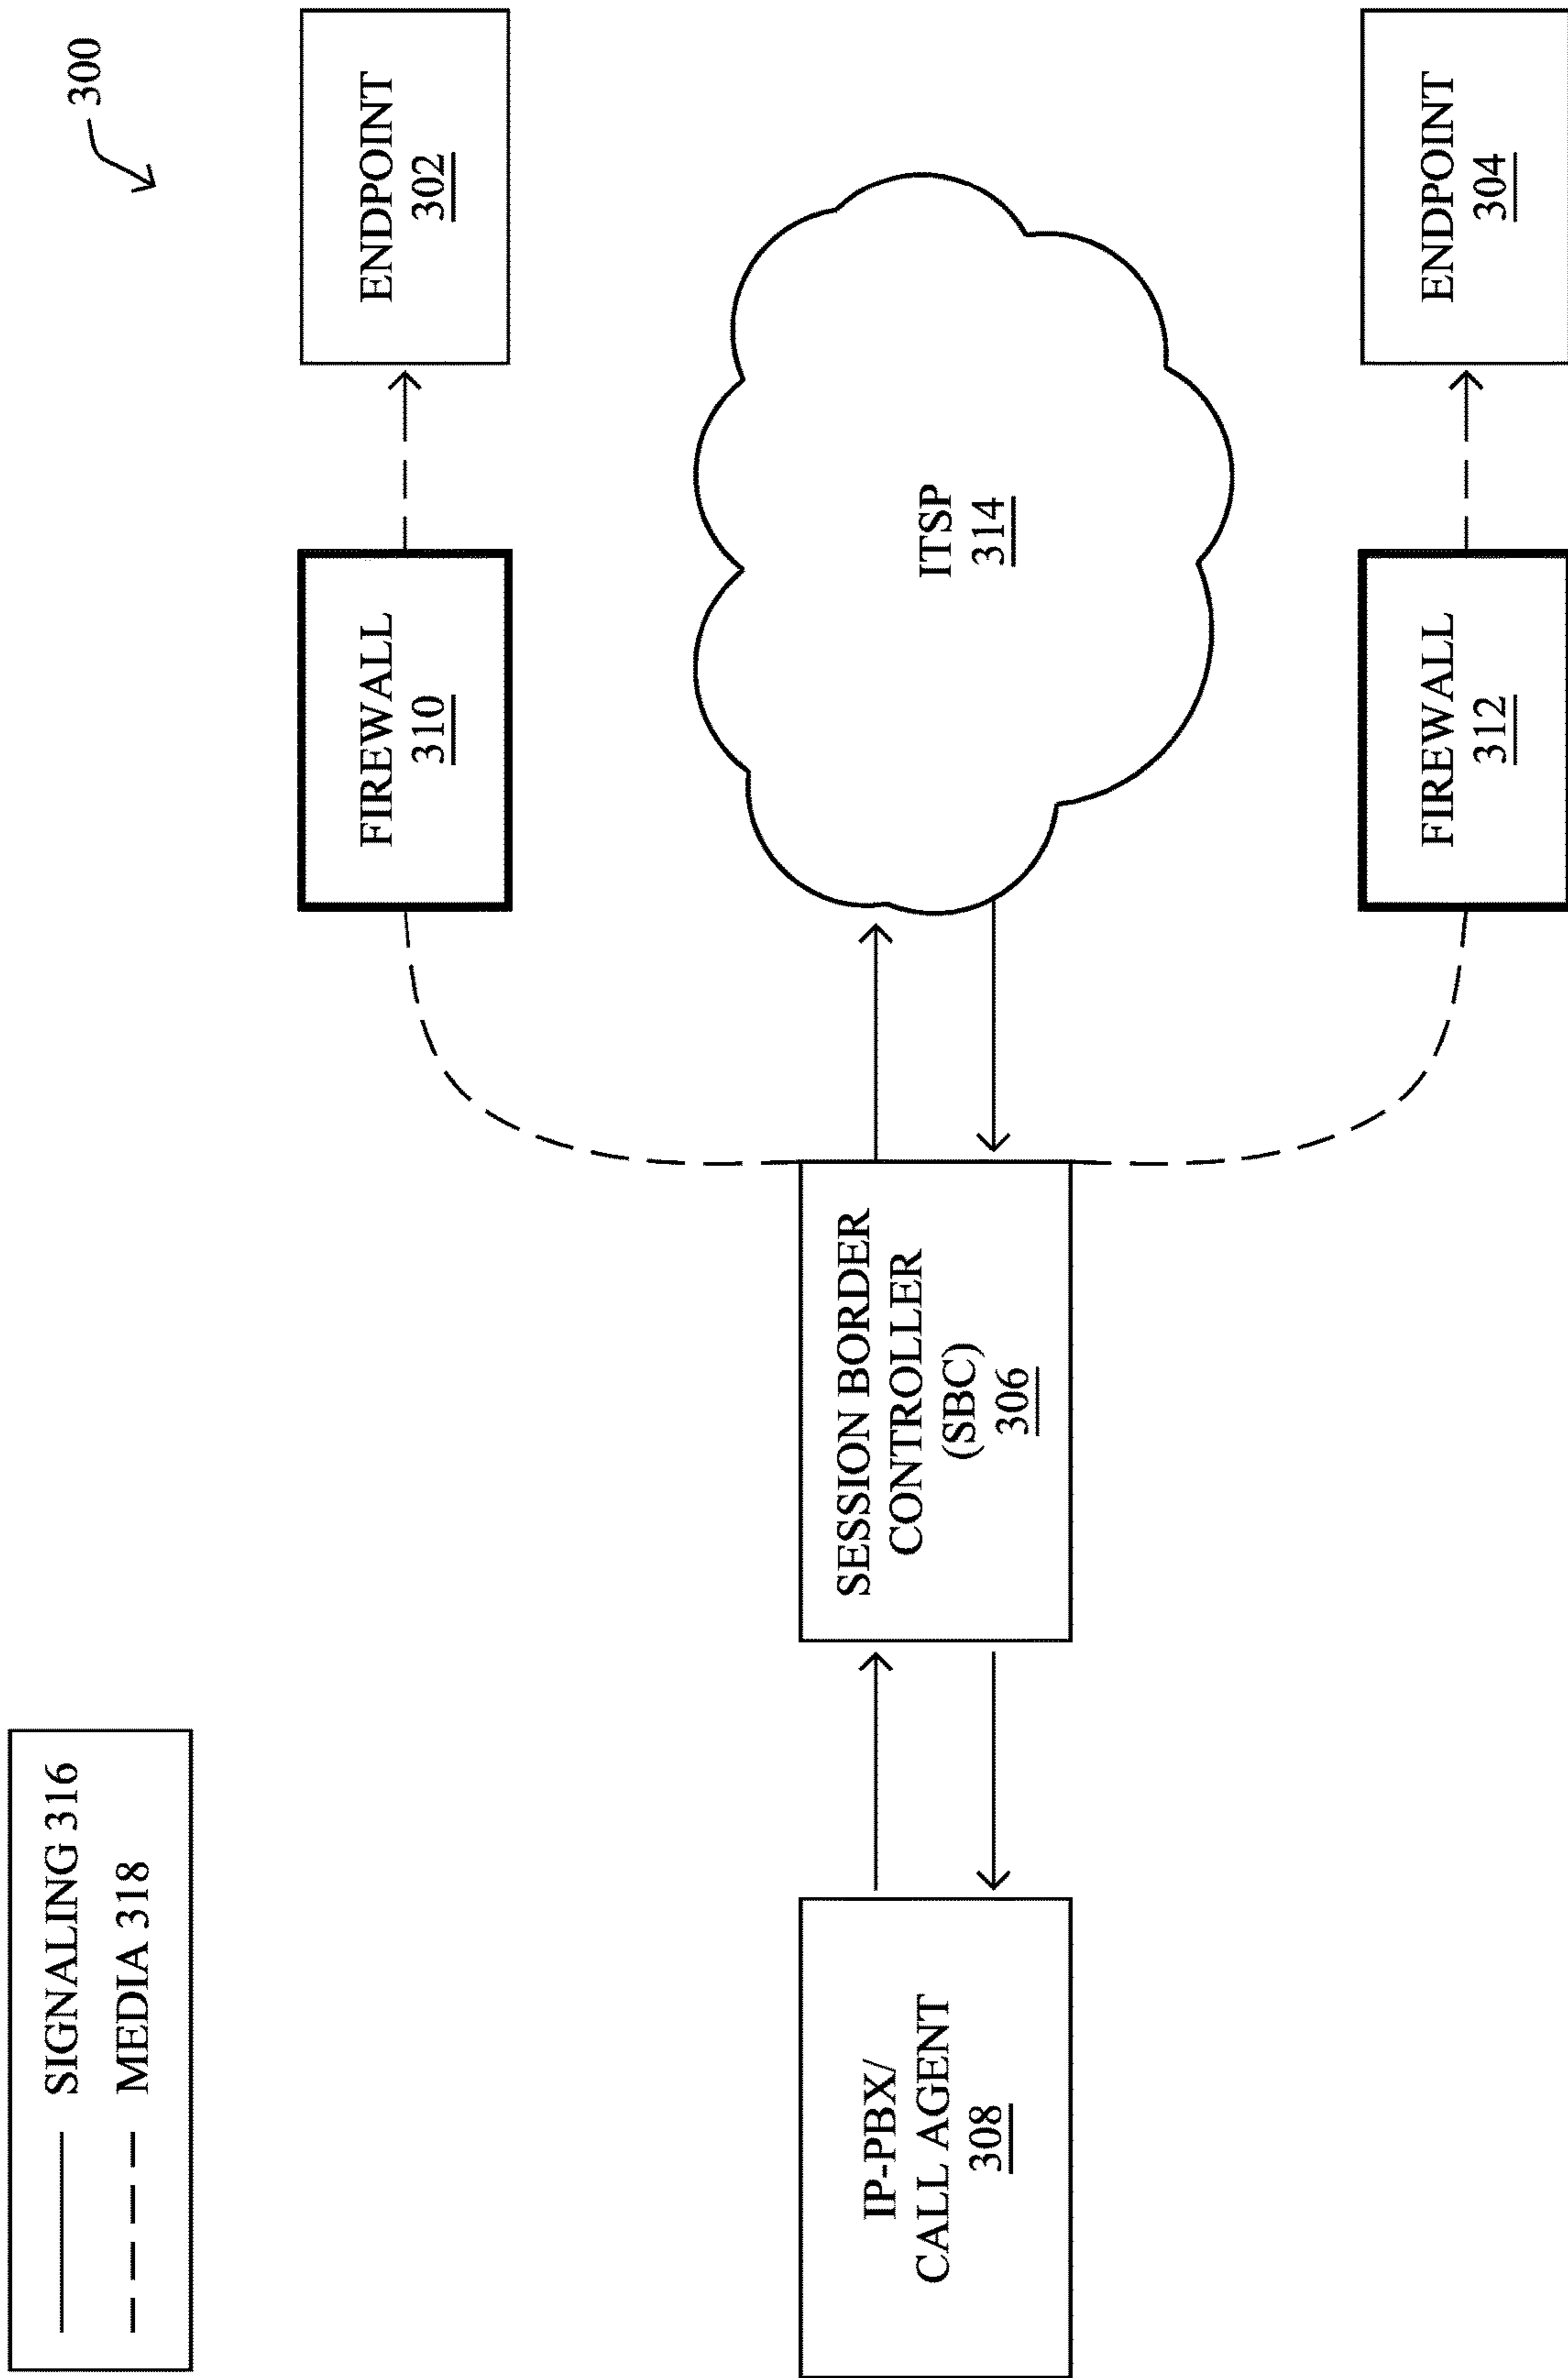 300
SIGNALING 316
MEDIA 318
ENDPOINT
302
FIREWALL
310
ITSP
314
SESSION BORDER
CONTROLLER
(SBC)
306
IP-PBX/
CALL AGENT
308
FIREWALL
312
ENDPOINT
304